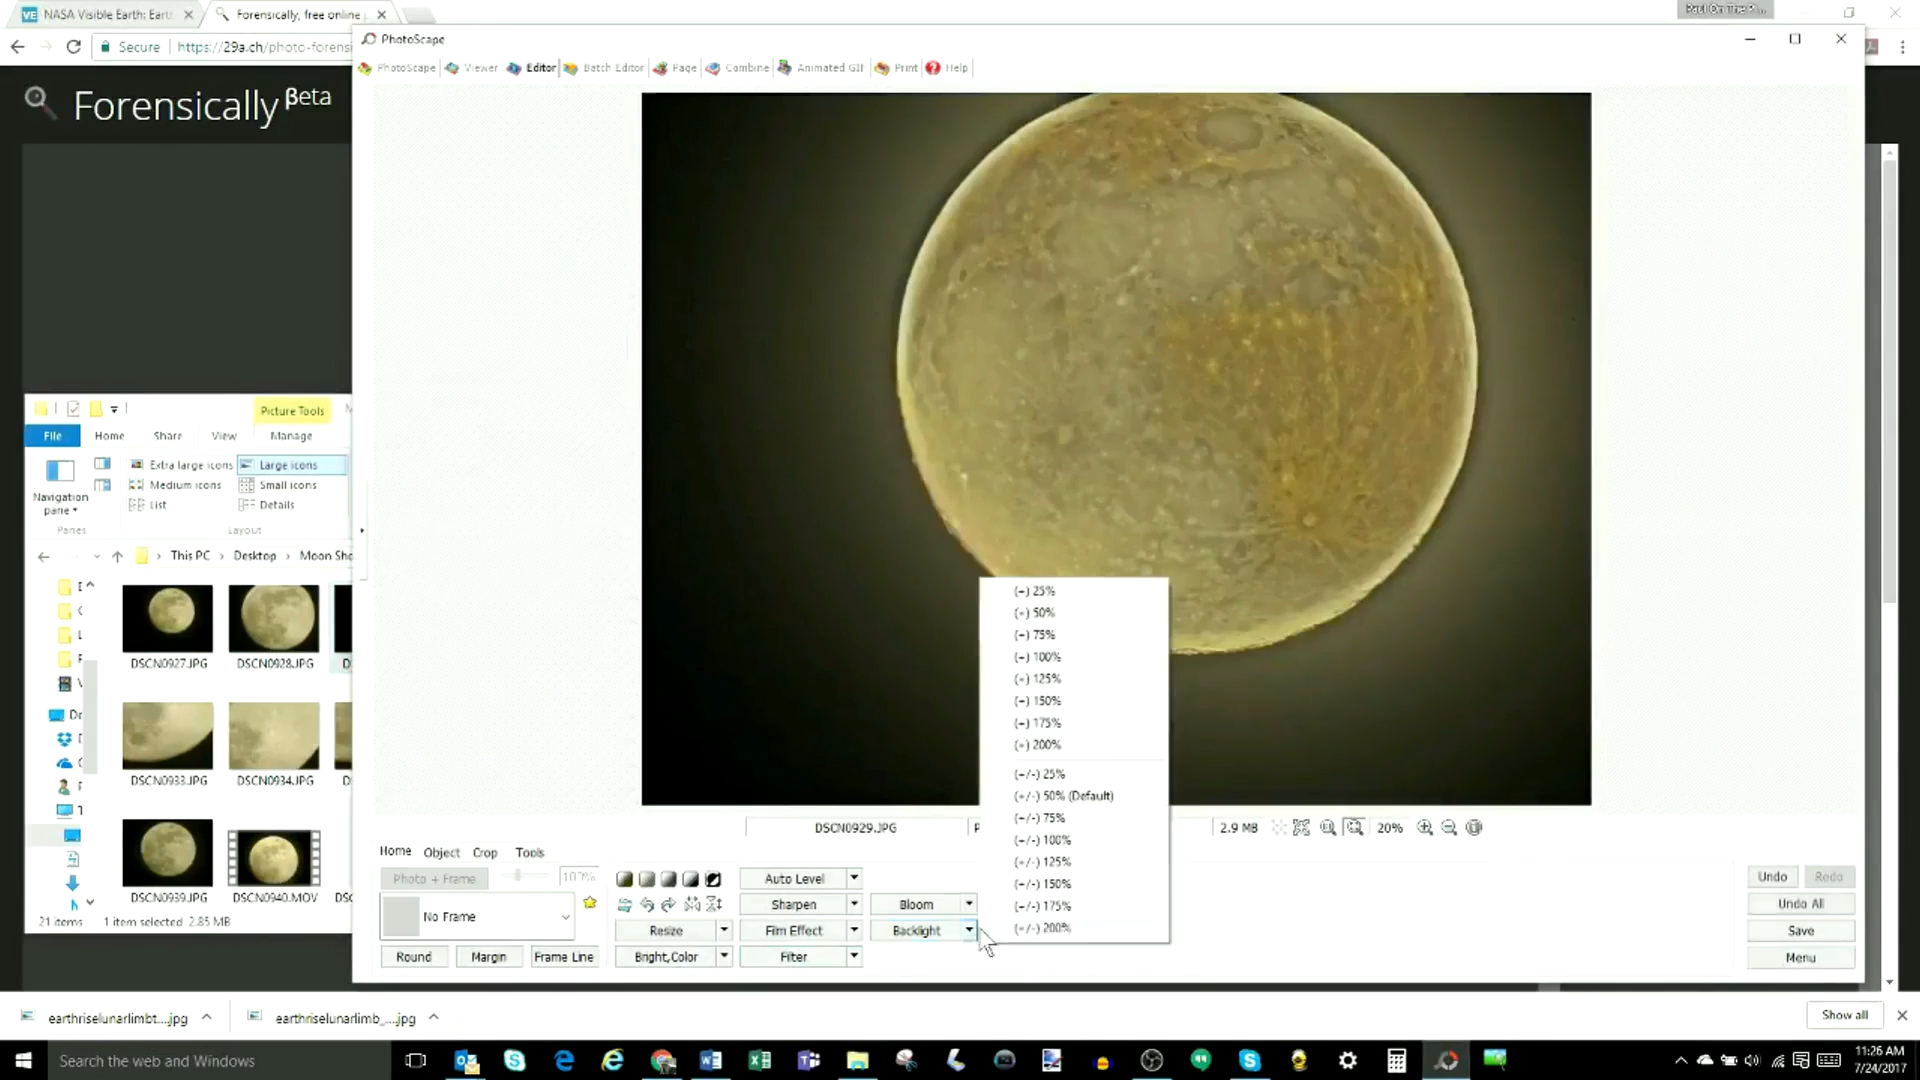 NASA Visible Earth: Eart
Forensically, free online
Secure
https://29a.ch/photo-forensi
Forensically βeta
PhotoScape
PhotoScape
Viewer
Editor
Batch Editor
Page
Combine
Animated GIF
Print
Help
Picture Tools
File
Home
Share
View
Manage
Extra large icons
Large icons
Medium icons
Small icons
List
Details
Navigation
pane
Panes
Layout
This PC
Desktop
Moon Sho
DSCN0927.JPG
DSCN0928.JPG
DSCN0933.JPG
DSCN0934.JPG
DSCN0939.JPG
DSCN0940.MOV
21 items
1 item selected 2.85 MB
(-) 25%
(-) 50%
(-) 75%
(-) 100%
(-) 125%
(-) 150%
(-) 175%
(-) 200%
(+/-) 25%
(+/-) 50% (Default)
(+/-) 75%
(+/-) 100%
(+/-) 125%
(+/-) 150%
(+/-) 175%
(+/-) 200%
DSCN0929.JPG
2.9 MB
20%
Home
Object
Crop
Tools
Photo + Frame
100%
No Frame
Round
Margin
Frame Line
Resize
Bright, Color
Auto Level
Sharpen
Film Effect
Filter
Bloom
Backlight
Undo
Redo
Undo All
Save
Menu
earthriselunarlimbt....jpg
earthriselunarlimb_....jpg
Show all
Search the web and Windows
11:26 AM
7/24/2017